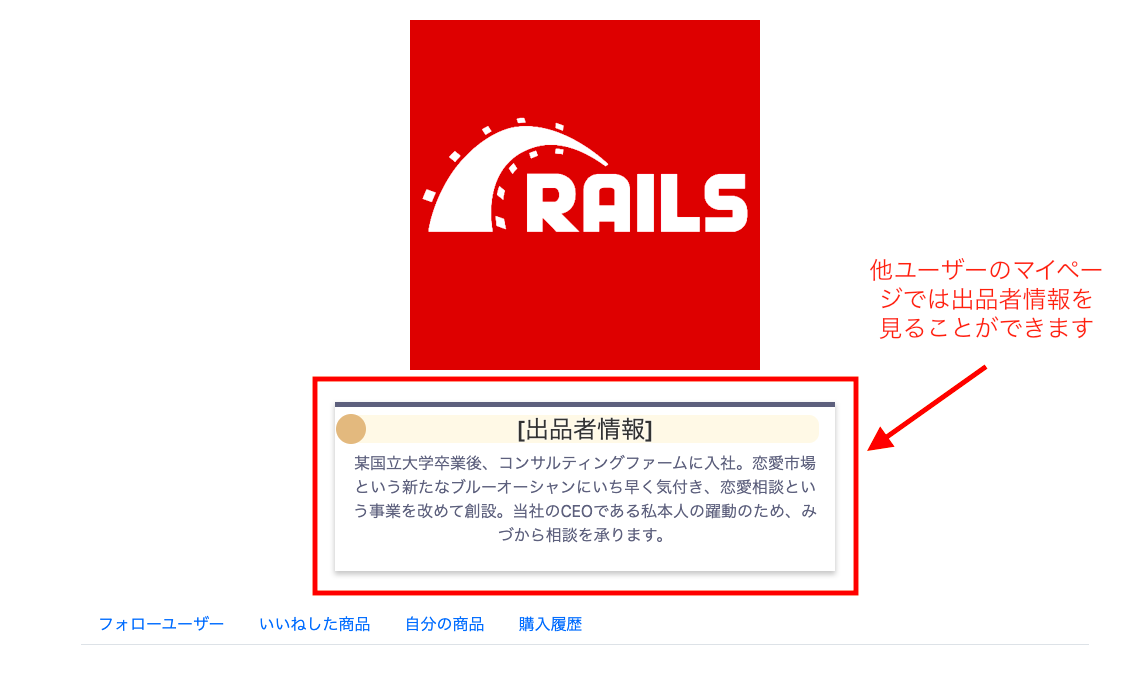 RAILS
他ユーザーのマイペー
ジでは出品者情報を
見ることができます
[出品者情報]
某国立大学卒業後、コンサルティングファームに入社。恋愛市場
という新たなブルーオーシャンにいち早く気付き、恋愛相談とい
う事業を改めて創設。当社のCEOである私本人の躍動のため、み
づから相談を承ります。
フォローユーザー いいねした商品 自分の商品 購入履歴